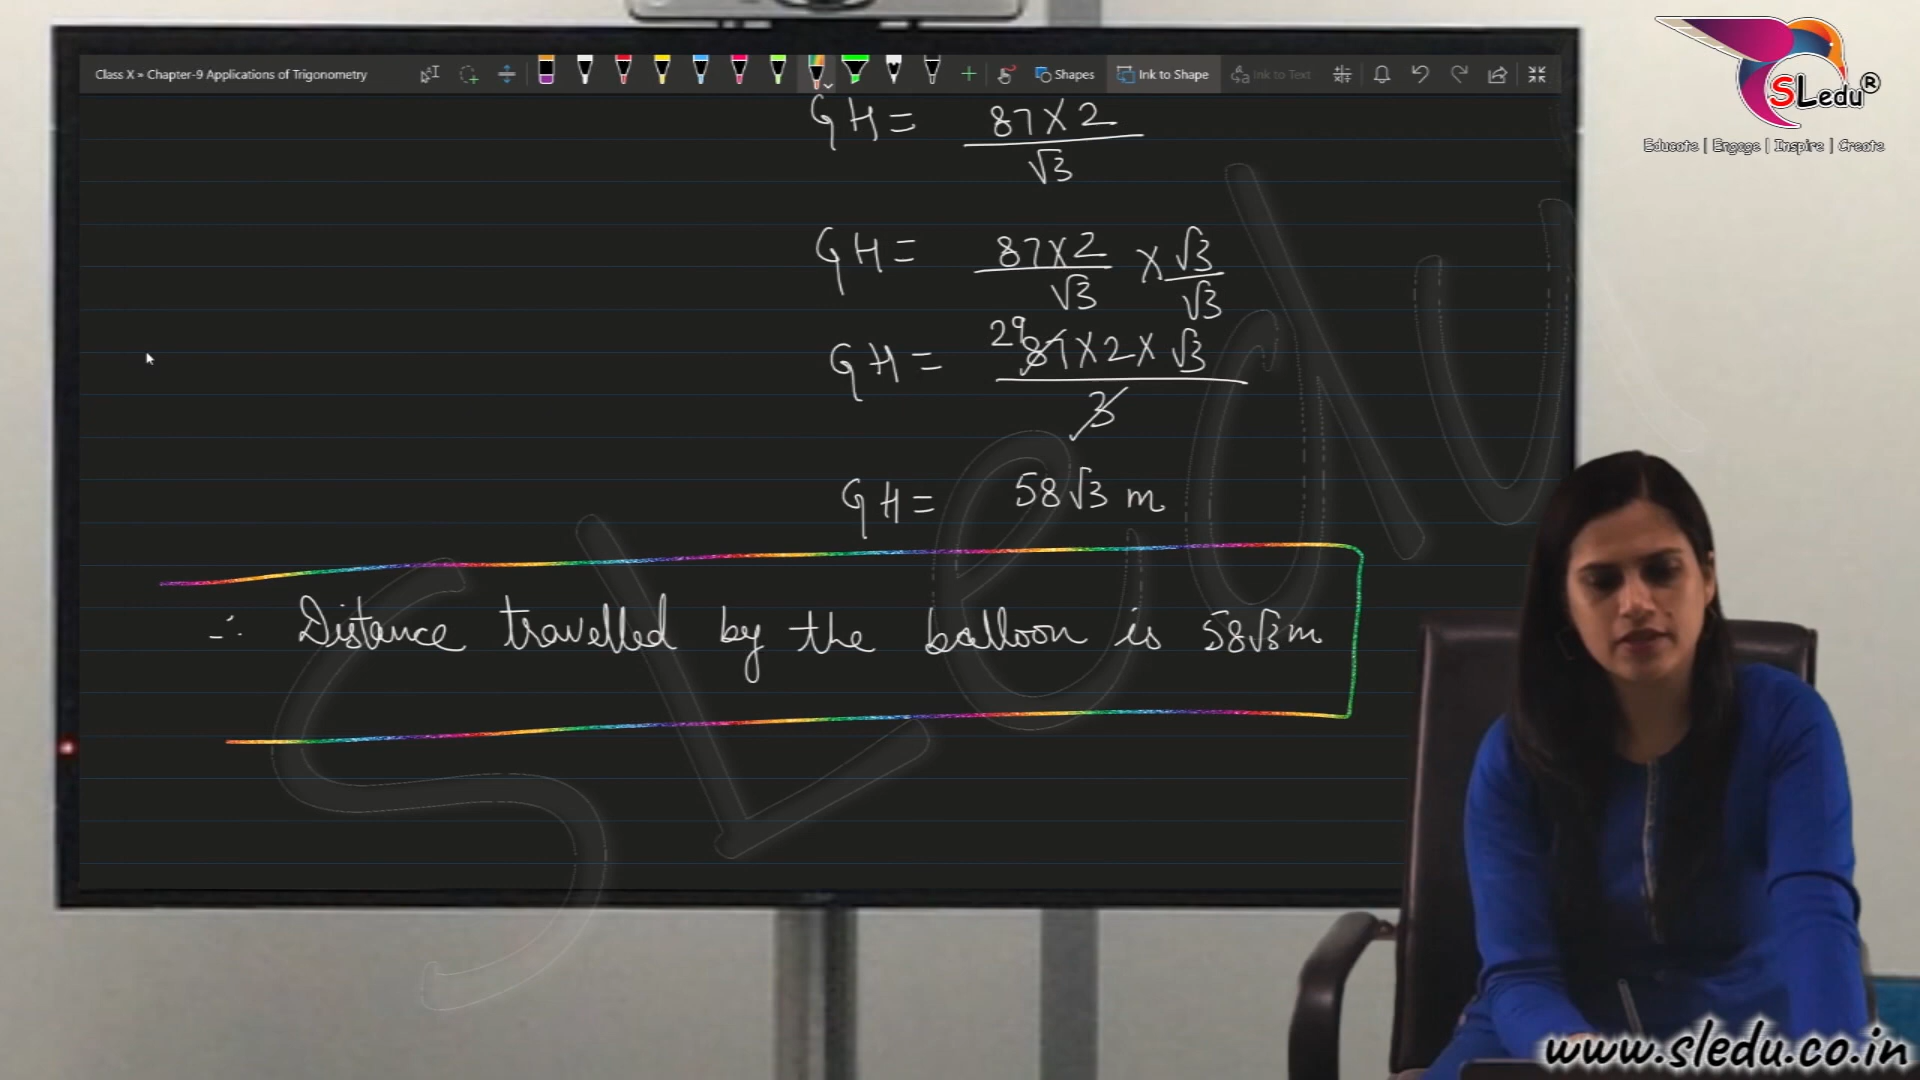 Class X » Chapter-9 Applications of Trigonometry
Shapes
Ink to Shape
Ink to Text
SLedu®
Educate | Engage | Inspire | Create
GH = 87×2/√3
GH = 87×2/√3 × √3/√3
GH = 29 87×2×√3/3
GH = 58√3 m
∴ Distance travelled by the balloon is 58√3m
SLedu
www.sledu.co.in